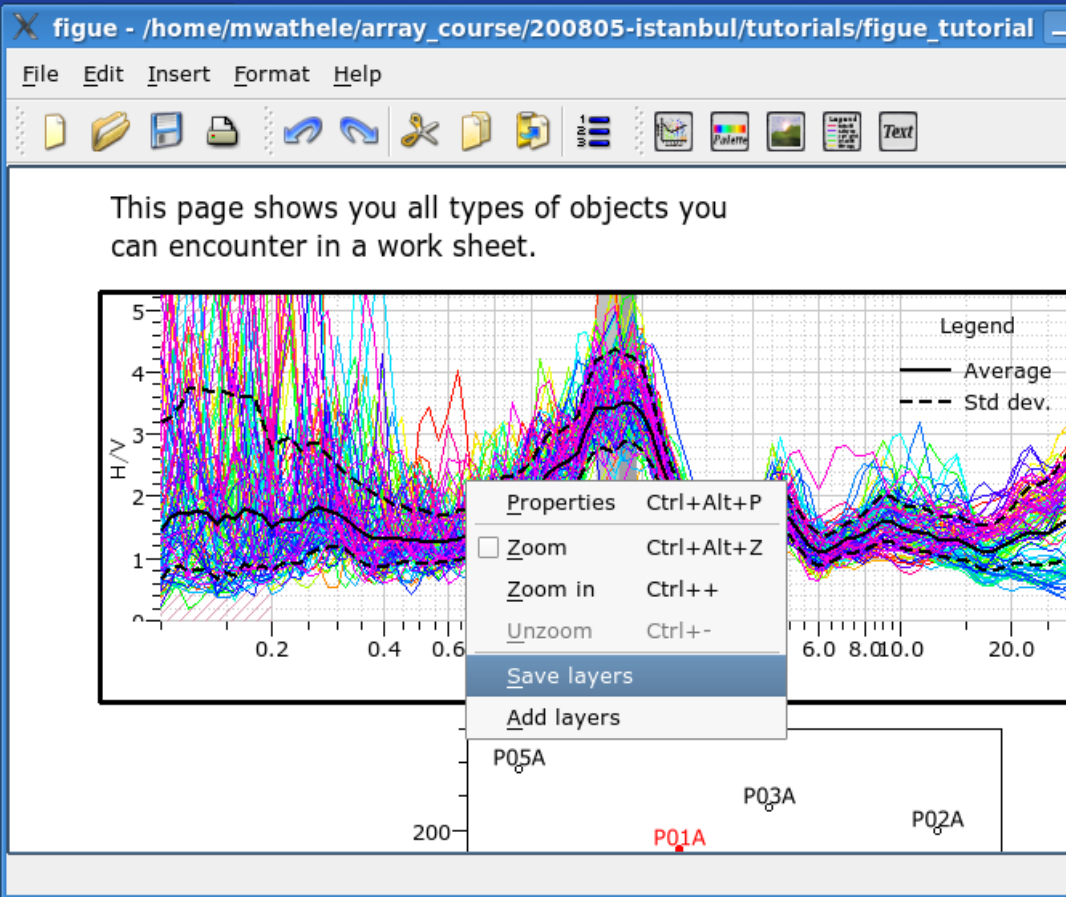 figue - /home/mwathele/array_course/200805-istanbul/tutorials/figue_tutorial
File Edit Insert Format Help
1
2
3
Palette
Legend
Text
This page shows you all types of objects you
can encounter in a work sheet.
5
4
3
2
1
0
H/V
Legend
Average
Std dev.
Properties Ctrl+Alt+P
Zoom Ctrl+Alt+Z
Zoom in Ctrl++
Unzoom Ctrl+-
Save layers
Add layers
0.2 0.4 0.6 6.0 8.0 10.0 20.0
P05A
P03A
P02A
200
P01A